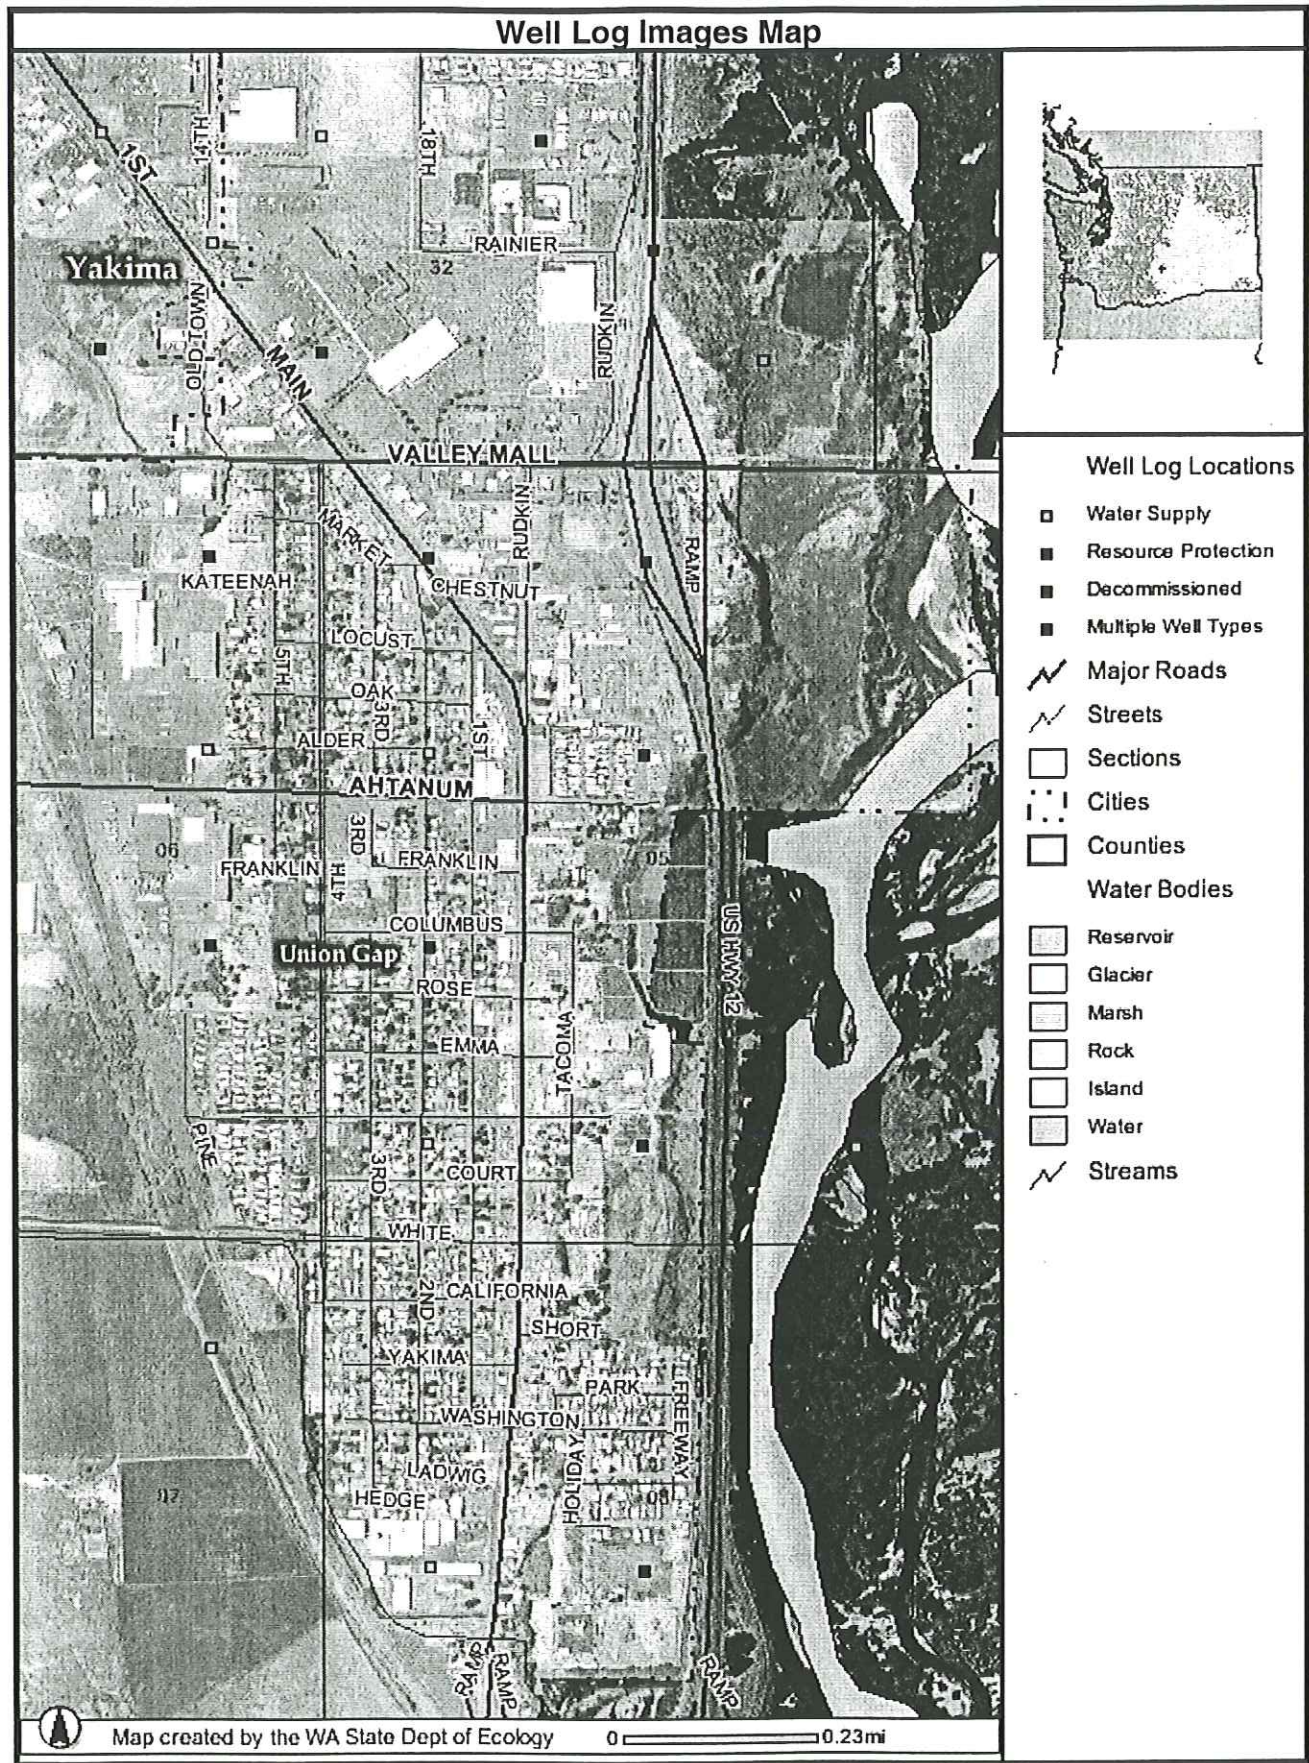 Well Log Images Map
1ST
14TH
18TH
RAINIER
32
Yakima
OLD TOWN
MAIN
RUDKIN
VALLEY MALL
MARKET
RUDKIN
RAMP
KATEENAH
CHESTNUT
LOCUST
5TH
OAK
3RD
ALDER
1ST
AHTANUM
3RD
06
FRANKLIN
4TH
FRANKLIN
05
COLUMBUS
US HWY 12
Union Gap
ROSE
EMMA
TACOMA
PINE
3RD
COURT
WHITE
2ND
CALIFORNIA
SHORT
YAKIMA
PARK
FREEWAY
WASHINGTON
HOLIDAY
LADWIG
07
HEDGE
08
RAMP
RAMP
RAMP
Map created by the WA State Dept of Ecology
0 0.23mi
Well Log Locations
Water Supply
Resource Protection
Decommissioned
Multiple Well Types
Major Roads
Streets
Sections
Cities
Counties
Water Bodies
Reservoir
Glacier
Marsh
Rock
Island
Water
Streams